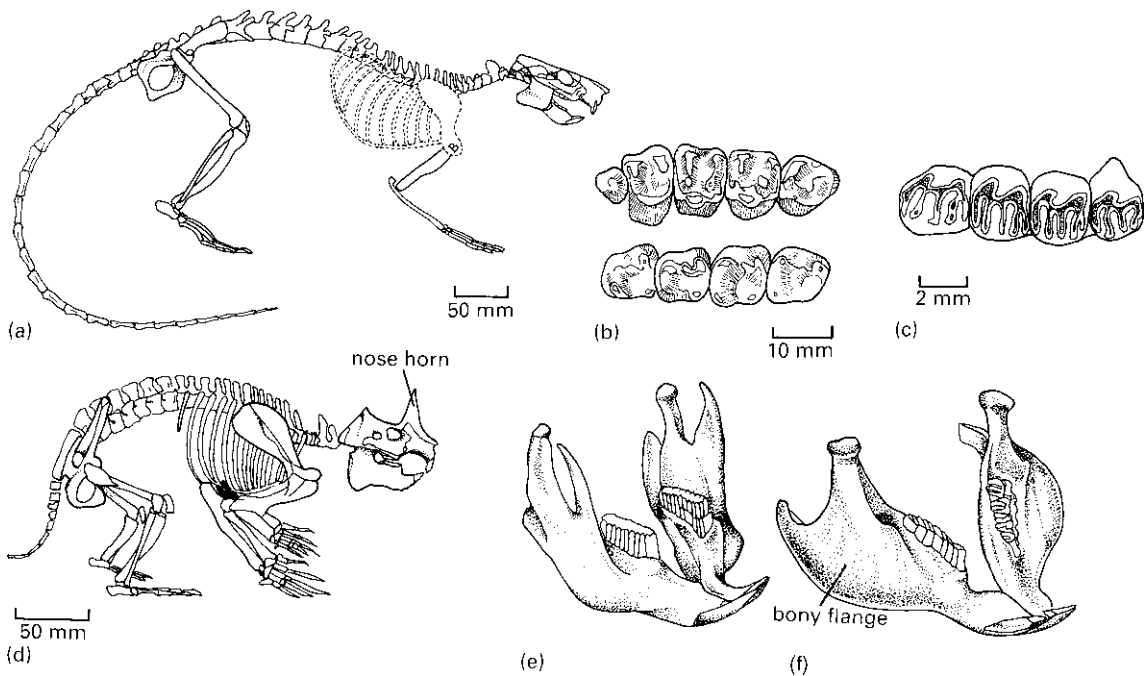 50 mm
(a)
(b)
10 mm
(c)
2 mm
nose horn
50 mm
(d)
(e)
bony flange
(f)